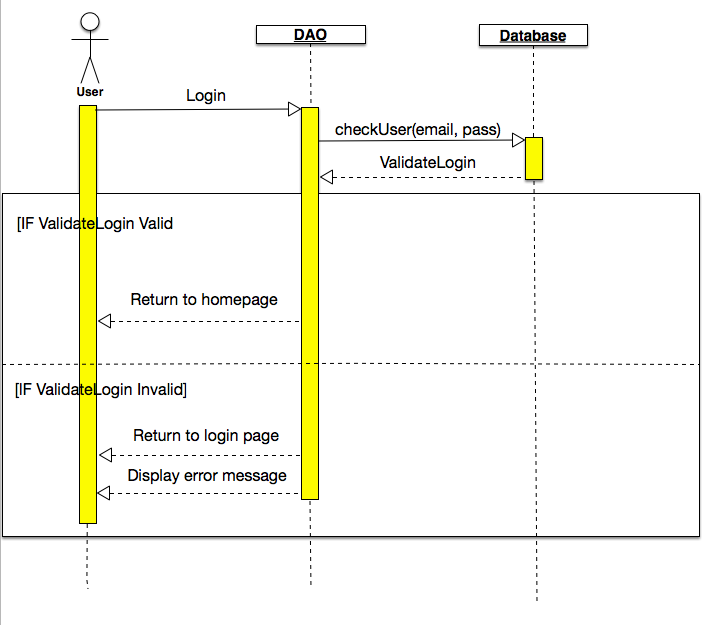 DAO
Database
User
Login
checkUser(email, pass)
ValidateLogin
[IF ValidateLogin Valid
Return to homepage
[IF ValidateLogin Invalid]
Return to login page
Display error message